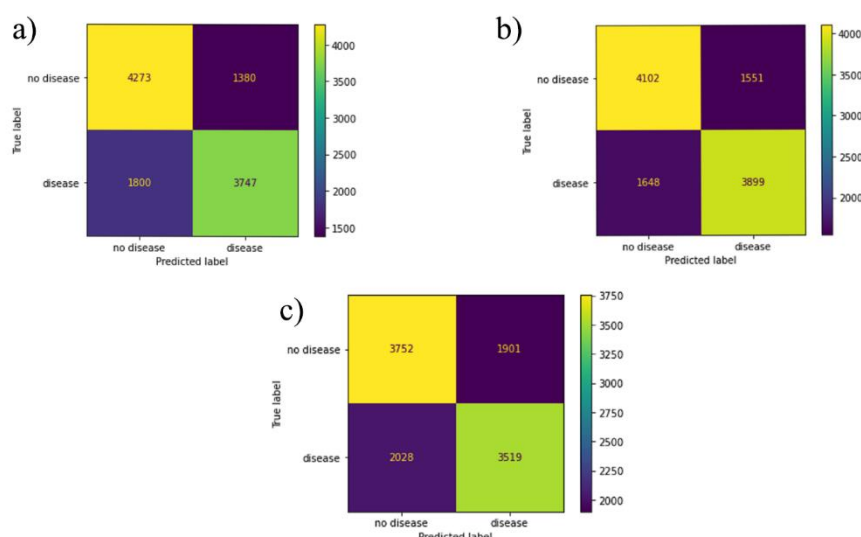 a)
no disease
4273
1380
4000
3500
3000
2500
2000
1500
True label
disease
1800
3747
no disease
disease
Predicted label
b)
no disease
4102
1551
4000
3500
3000
2500
2000
True label
disease
1648
3899
no disease
disease
Predicted label
c)
no disease
3752
1901
3750
3500
3250
3000
2750
2500
2250
2000
True label
disease
2028
3519
no disease
disease
Predicted label